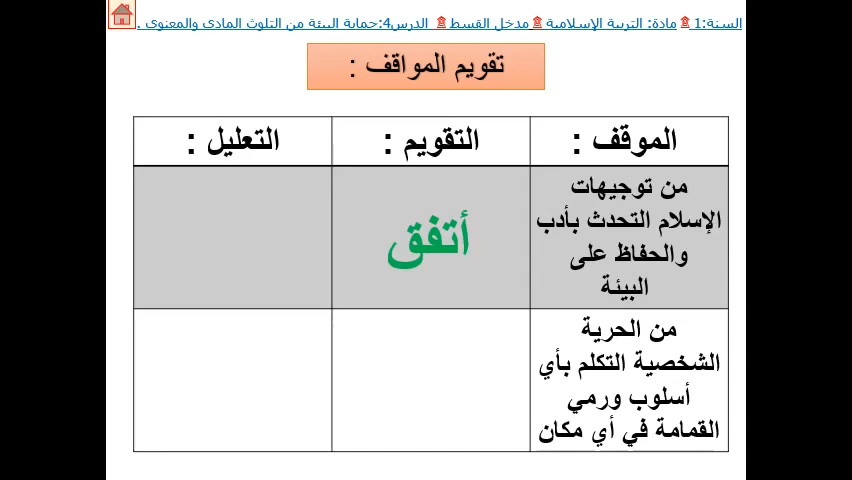 السنة:1 مادة: التربية الإسلامية مدخل القسط الدرس4:حماية البيئة من التلوث المادي والمعنوي .
تقويم المواقف :
الموقف : التقويم : التعليل :
من توجيهات
الإسلام التحدث بأدب
والحفاظ على
البيئة
أتفق
من الحرية
الشخصية التكلم بأي
أسلوب ورمي
القمامة في أي مكان